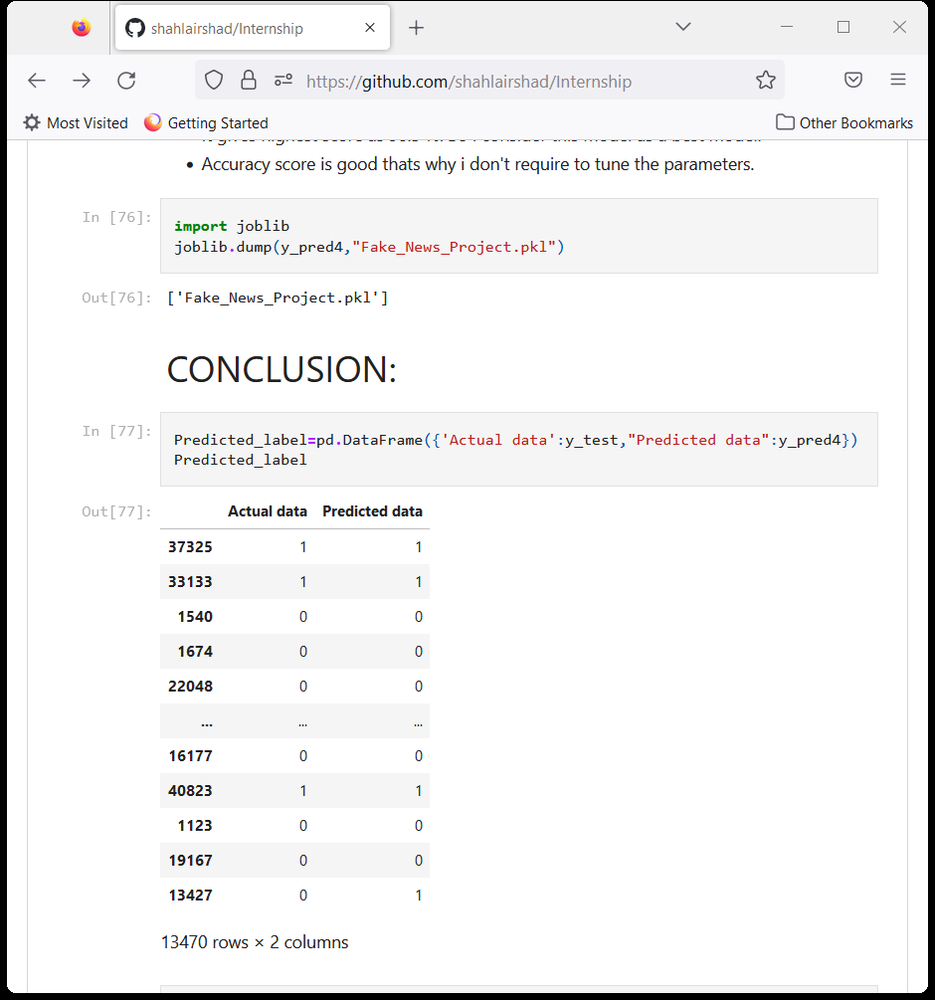 shahlairshad/Internship
https://github.com/shahlairshad/Internship
Most Visited Getting Started Other Bookmarks
Accuracy score is good thats why i don't require to tune the parameters.
In [76]: import joblib
joblib.dump(y_pred4,"Fake_News_Project.pkl")
Out[76]: ['Fake_News_Project.pkl']
CONCLUSION:
In [77]: Predicted_label=pd.DataFrame({'Actual data':y_test,"Predicted data":y_pred4})
Predicted_label
Out[77]: Actual data Predicted data
37325 1 1
33133 1 1
1540 0 0
1674 0 0
22048 0 0
... ... ...
16177 0 0
40823 1 1
1123 0 0
19167 0 0
13427 0 1
13470 rows × 2 columns